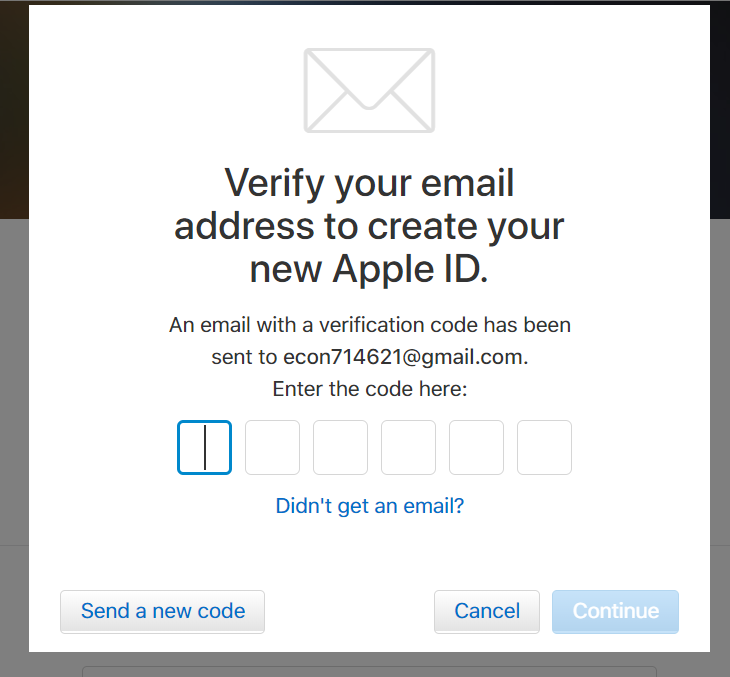 Verify your email
address to create your
new Apple ID.
An email with a verification code has been
sent to econ714621@gmail.com.
Enter the code here:
Didn't get an email?
Send a new code
Cancel
Continue